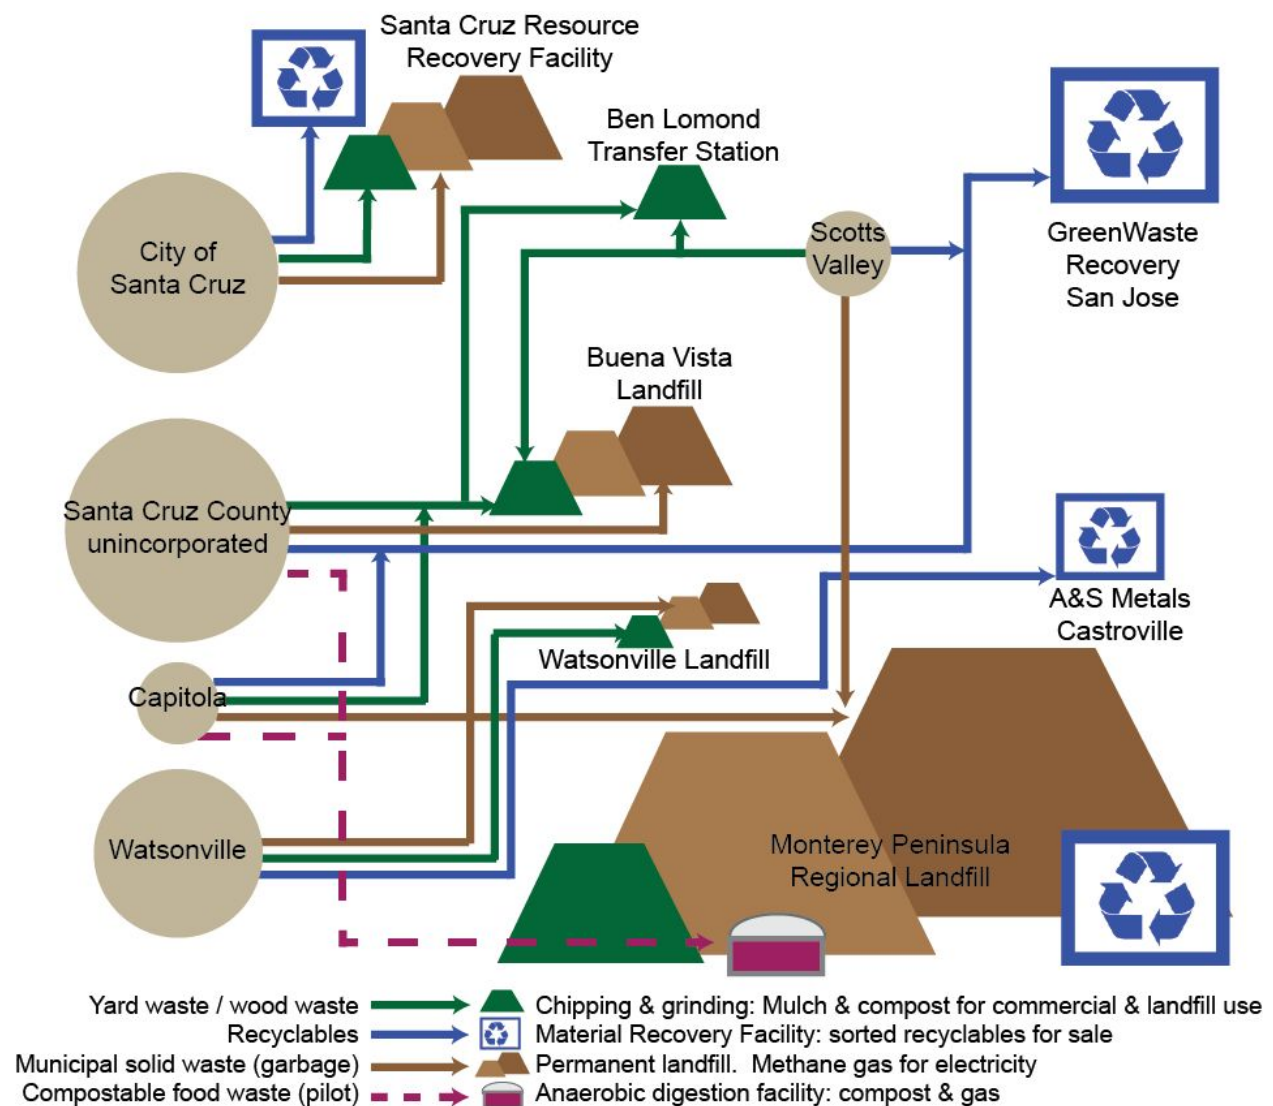 Santa Cruz Resource
Recovery Facility
Ben Lomond
Transfer Station
City of
Santa Cruz
Scotts
Valley
GreenWaste
Recovery
San Jose
Buena Vista
Landfill
Santa Cruz County
unincorporated
A&S Metals
Castroville
Watsonville Landfill
Capitola
Watsonville
Monterey Peninsula
Regional Landfill
Yard waste / wood waste
Chipping & grinding: Mulch & compost for commercial & landfill use
Recyclables
Material Recovery Facility: sorted recyclables for sale
Municipal solid waste (garbage)
Permanent landfill. Methane gas for electricity
Compostable food waste (pilot)
Anaerobic digestion facility: compost & gas